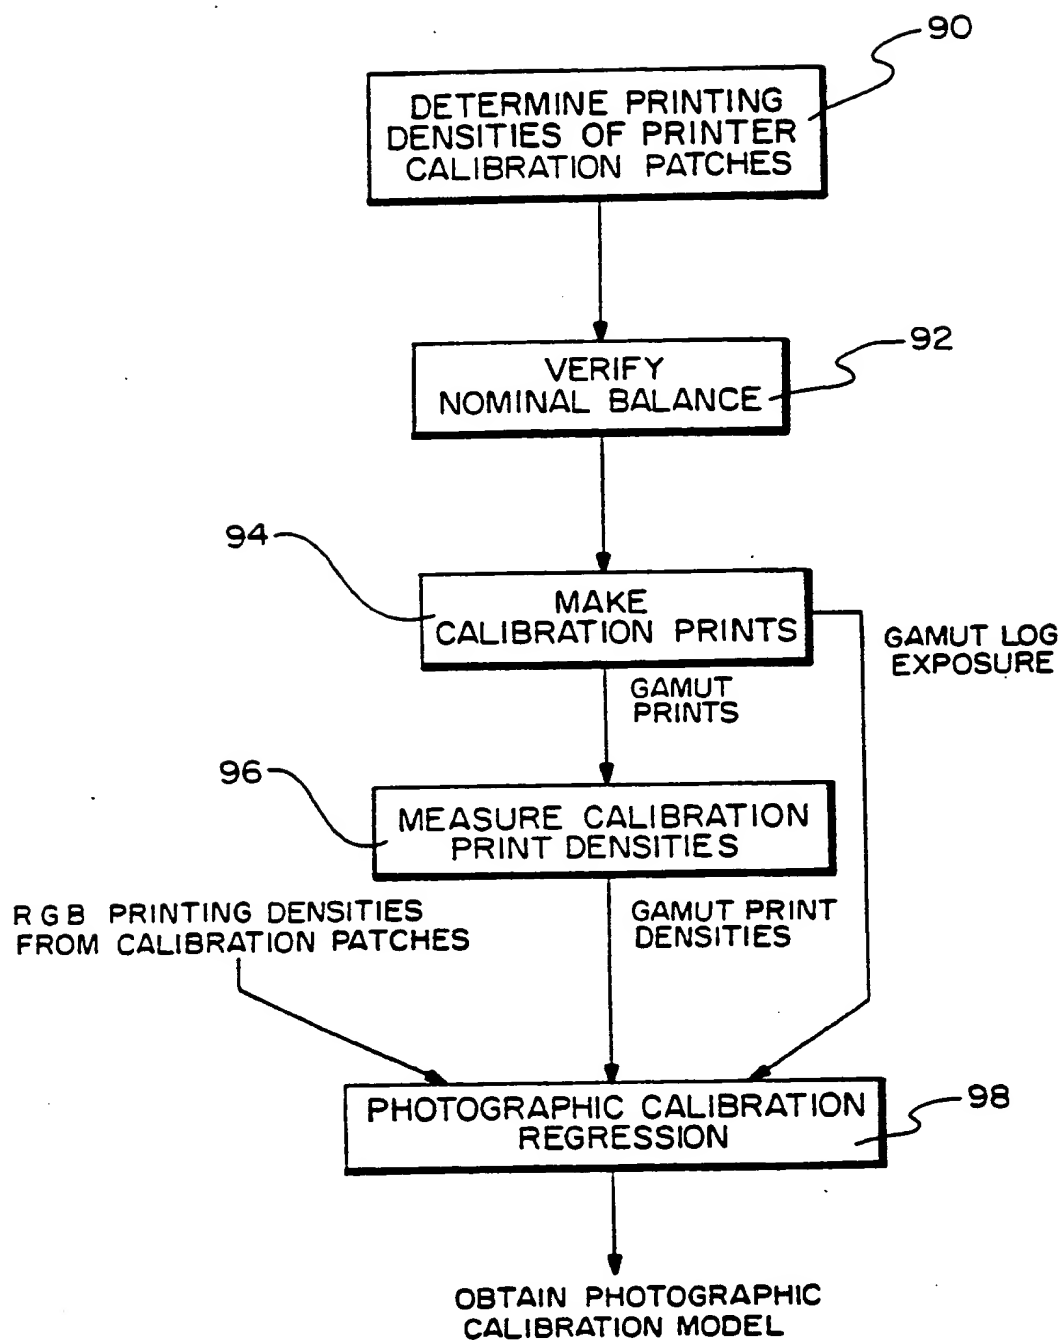 90
DETERMINE PRINTING
DENSITIES OF PRINTER
CALIBRATION PATCHES
92
VERIFY
NOMINAL BALANCE
94
MAKE
CALIBRATION PRINTS
GAMUT LOG
EXPOSURE
GAMUT
PRINTS
96
MEASURE CALIBRATION
PRINT DENSITIES
R G B PRINTING DENSITIES
FROM CALIBRATION PATCHES
GAMUT PRINT
DENSITIES
PHOTOGRAPHIC CALIBRATION
REGRESSION
98
OBTAIN PHOTOGRAPHIC
CALIBRATION MODEL